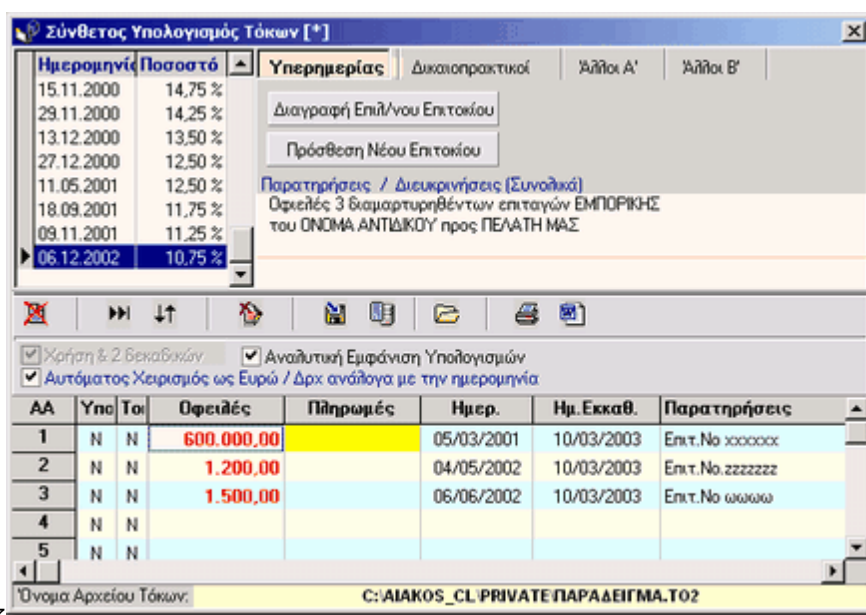 Σύνθετος Υπολογισμός Τόκων [*]
Ημερομηνίς Ποσοστό
15.11.2000 14,75 %
29.11.2000 14,25 %
13.12.2000 13,50 %
27.12.2000 12,50 %
11.05.2001 12,50 %
18.09.2001 11,75 %
09.11.2001 11,25 %
06.12.2002 10,75 %
Υπερημερίας Δικαιοπρακτικοί Άλλοι Α' Άλλοι Β'
Διαγραφή Επιλ/νου Επιτοκίου
Πρόσθεση Νέου Επιτοκίου
Παρατηρήσεις / Διευκρινήσεις (Συνολικά)
Οφειλές 3 διαμαρτυρηθέντων επιταγών ΕΜΠΟΡΙΚΗΣ
του ΟΝΟΜΑ ΑΝΤΙΔΙΚΟΎ προς ΠΕΛΑΤΗ ΜΑΣ
Χρήση & 2 δεκαδικών Αναλυτική Εμφάνιση Υπολογισμών
Αυτόματος Χειρισμός ως Ευρώ / Δρχ ανάλογα με την ημερομηνία
ΑΑ Υπο Το Οφειλές Πληρωμές Ημερ. Ημ.Εκκαθ. Παρατηρήσεις
1 Ν Ν 600.000,00 05/03/2001 10/03/2003 Επιτ.Νο xxxxxx
2 Ν Ν 1.200,00 04/05/2002 10/03/2003 Επιτ.Νο.zzzzzzz
3 Ν Ν 1.500,00 06/06/2002 10/03/2003 Επιτ.Νο ωωωω
4 Ν Ν
5 Ν Ν
Όνομα Αρχείου Τόκων: C:\AIAKOS_CL\PRIVATE\ΠΑΡΑΔΕΙΓΜΑ.ΤΟ2